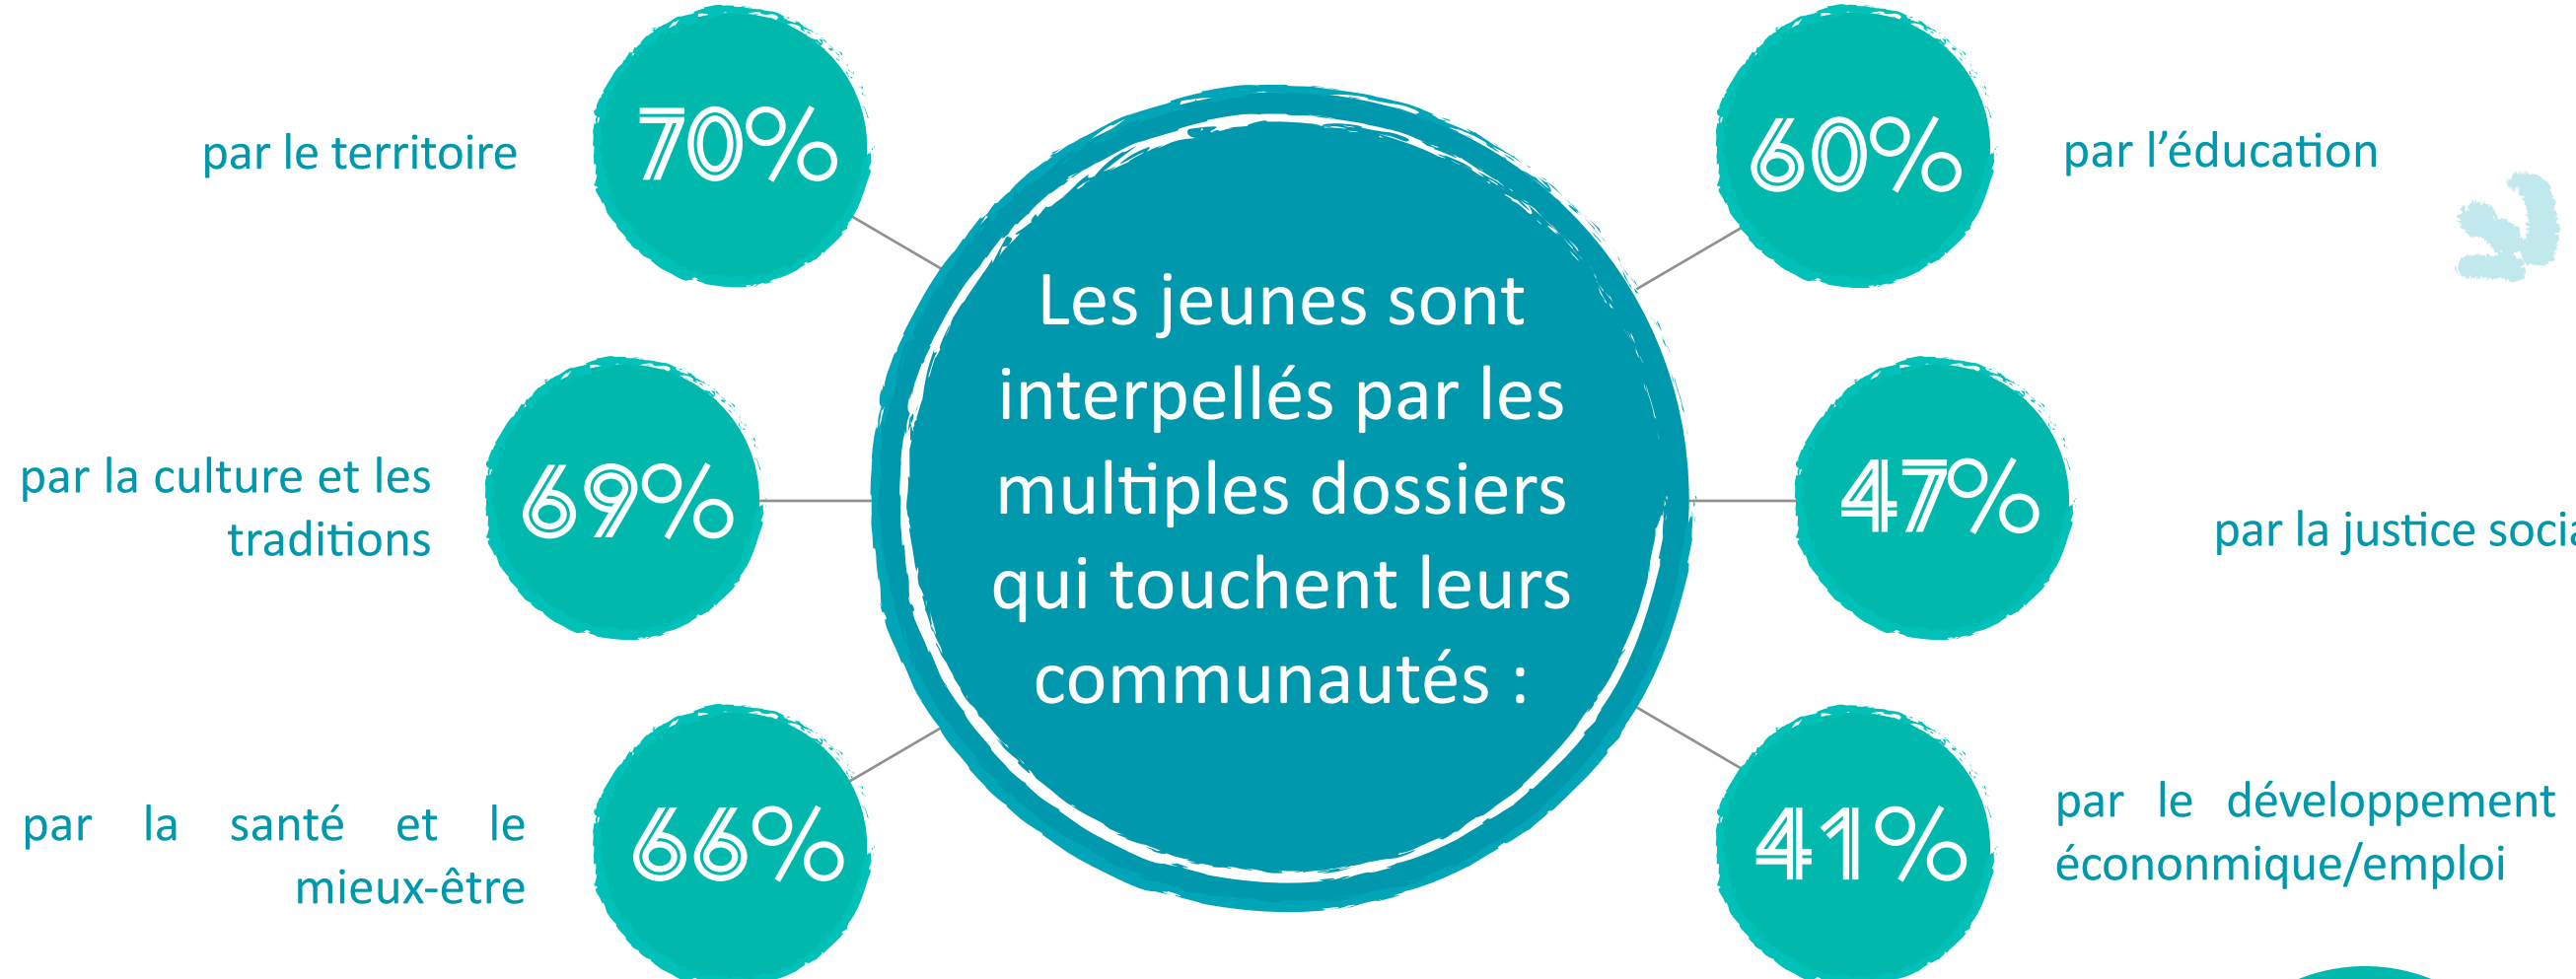 70%
par le territoire
69%
par la culture et les
traditions
66%
par la santé et le
mieux-être
Les jeunes sont
interpellés par les
multiples dossiers
qui touchent leurs
communautés :
60%
par l'éducation
47%
par la justice
41%
par le développement
écononmique/emploi